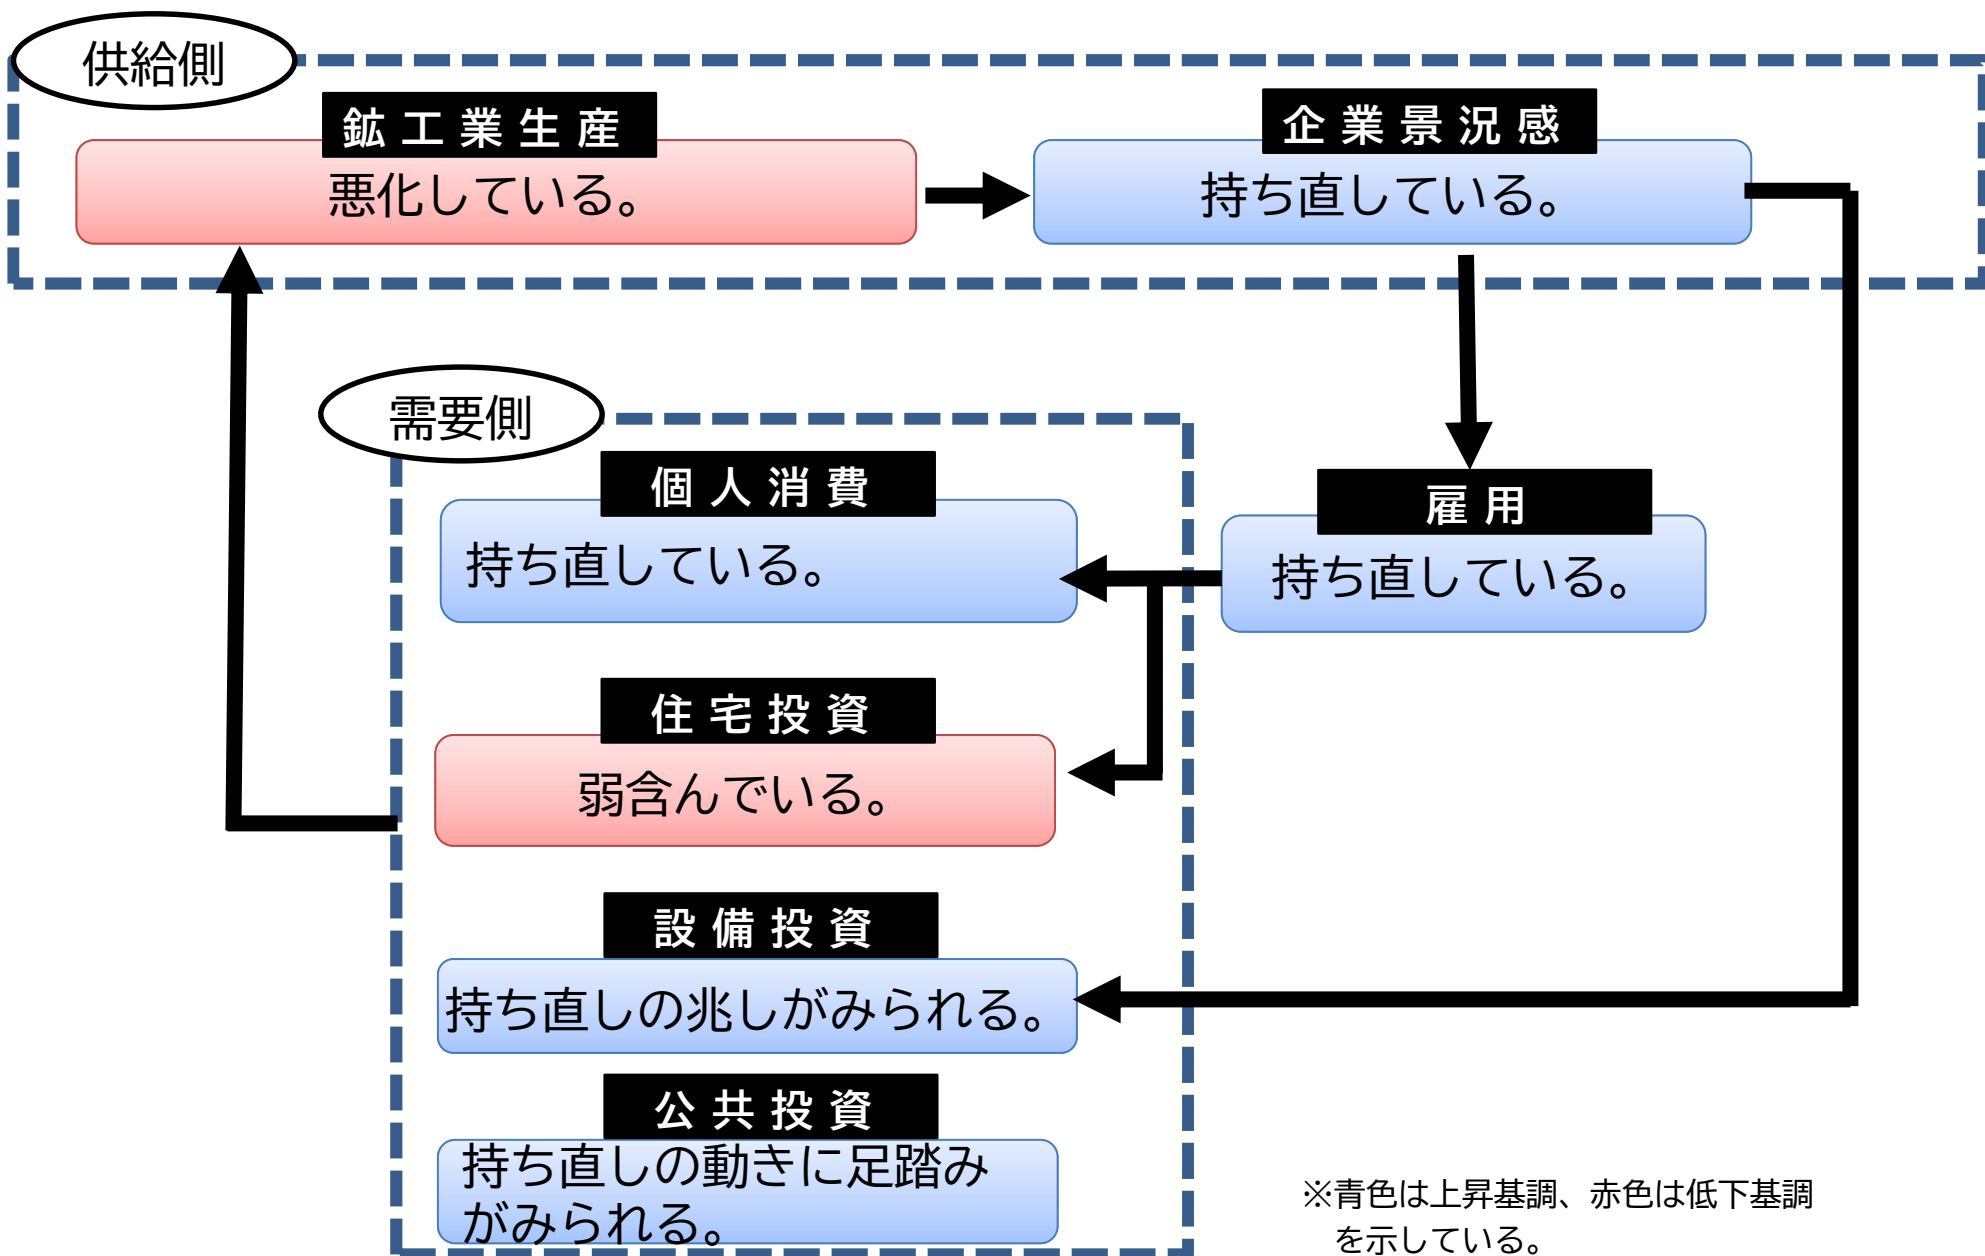 供給側
鉱工業生産
悪化している。
企業景況感
持ち直している。
需要側
個人消費
持ち直している。
雇用
持ち直している。
住宅投資
弱含んでいる。
設備投資
持ち直しの兆しがみられる。
公共投資
持ち直しの動きに足踏み
がみられる。
※青色は上昇基調、赤色は低下基調
を示している。